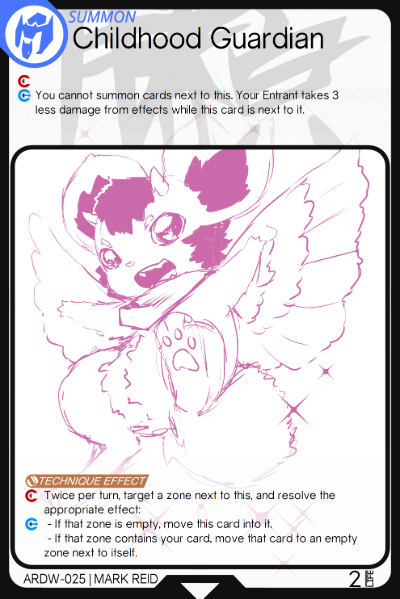 SUMMON
Childhood Guardian
C
C You cannot summon cards next to this. Your Entrant takes 3
less damage from effects while this card is next to it.
TECHNIQUE EFFECT
C Twice per turn, target a zone next to this, and resolve the
appropriate effect:
C - If that zone is empty, move this card into it.
- If that zone contains your card, move that card to an empty
zone next to itself.
ARDW-025 | MARK REID
2 LIFE